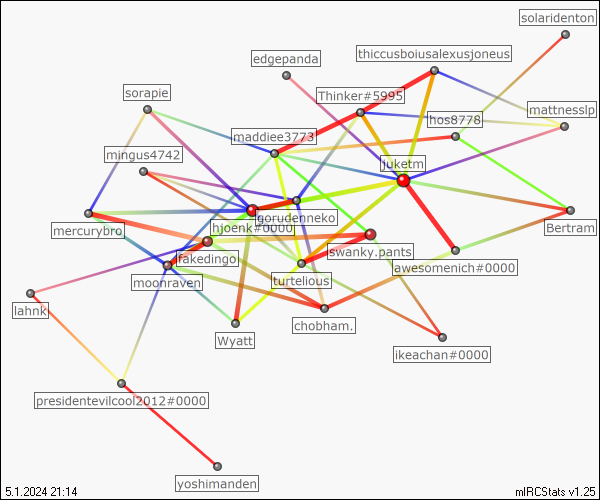 solaridenton
thiccusboiusalexusjoneus
edgepanda
sorapie
Thinker#5995
mattnesslp
hos8778
maddiee3773
mingus4742
juketm
gorudenneko
hjoenk#0000
mercurybro
Bertram
swanky.pants
fakedingo
awesomenich#0000
moonraven
turtelious
lahnk
chobham.
Wyatt
ikeachan#0000
presidentevilcool2012#0000
yoshimanden
5.1.2024 21:14
mIRCStats v1.25